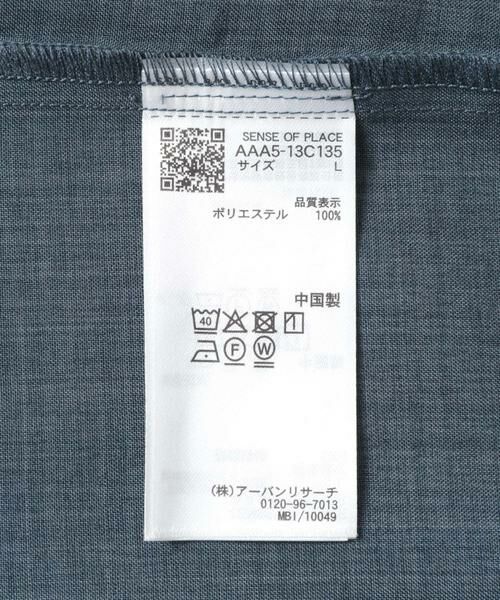 SENSE OF PLACE
AAA5-13C135
サイズ L
品質表示
ポリエステル 100%
中国製
40
F W
(株)アーバンリサーチ
0120-96-7013
MBI/10049